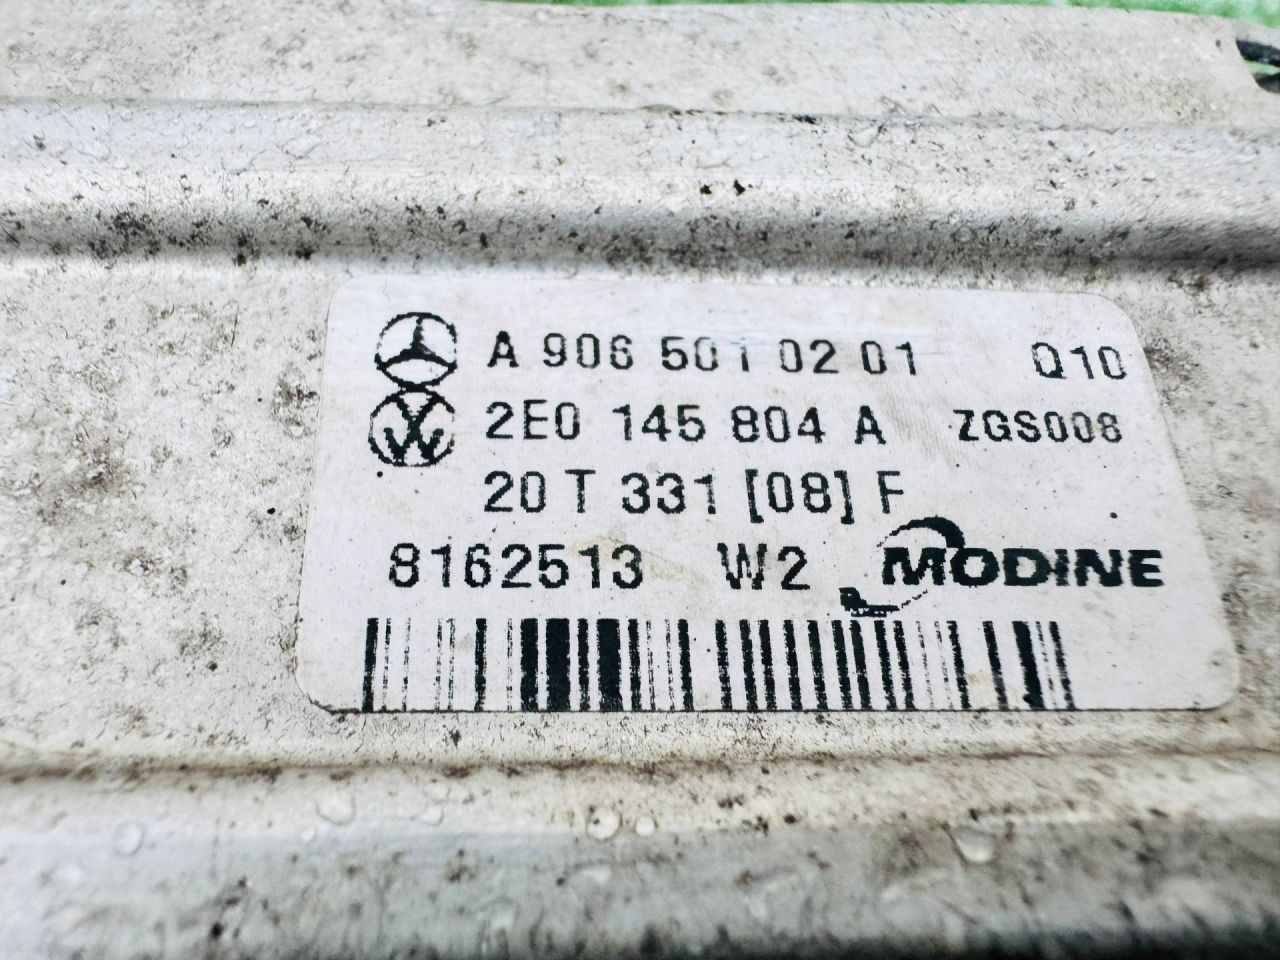 A 906 501 02 01 Q10
2E0 145 804 A ZGS008
20 T 331 [08] F
8162513 W2 MODINE